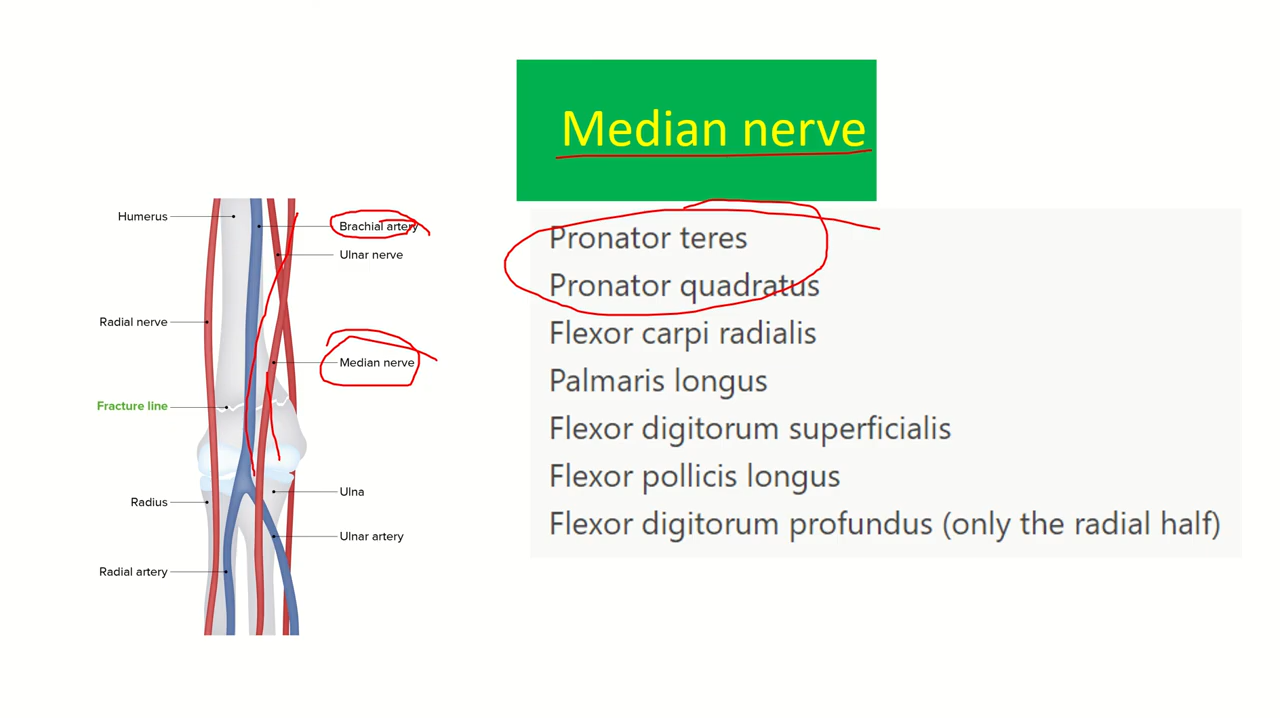 Median nerve
Humerus
Brachial artery
Ulnar nerve
Radial nerve
Median nerve
Fracture line
Radius
Ulna
Ulnar artery
Radial artery
Pronator teres
Pronator quadratus
Flexor carpi radialis
Palmaris longus
Flexor digitorum superficialis
Flexor pollicis longus
Flexor digitorum profundus (only the radial half)